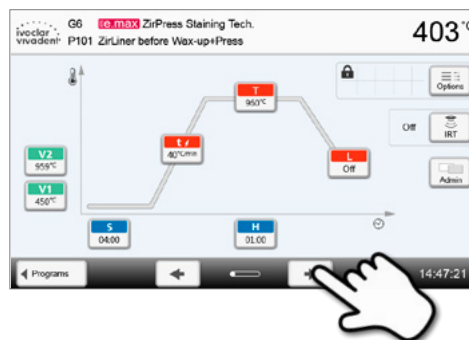 ivoclar vivadent
G6 IPS e.max ZirPress Staining Tech.
P101 ZirLiner before Wax-up+Press
403°
Options
Off
IRT
Admin
T
960°C
t
40°C/min
L
Off
V2
959°C
V1
450°C
S
04:00
H
01:00
Programs
14:47:21